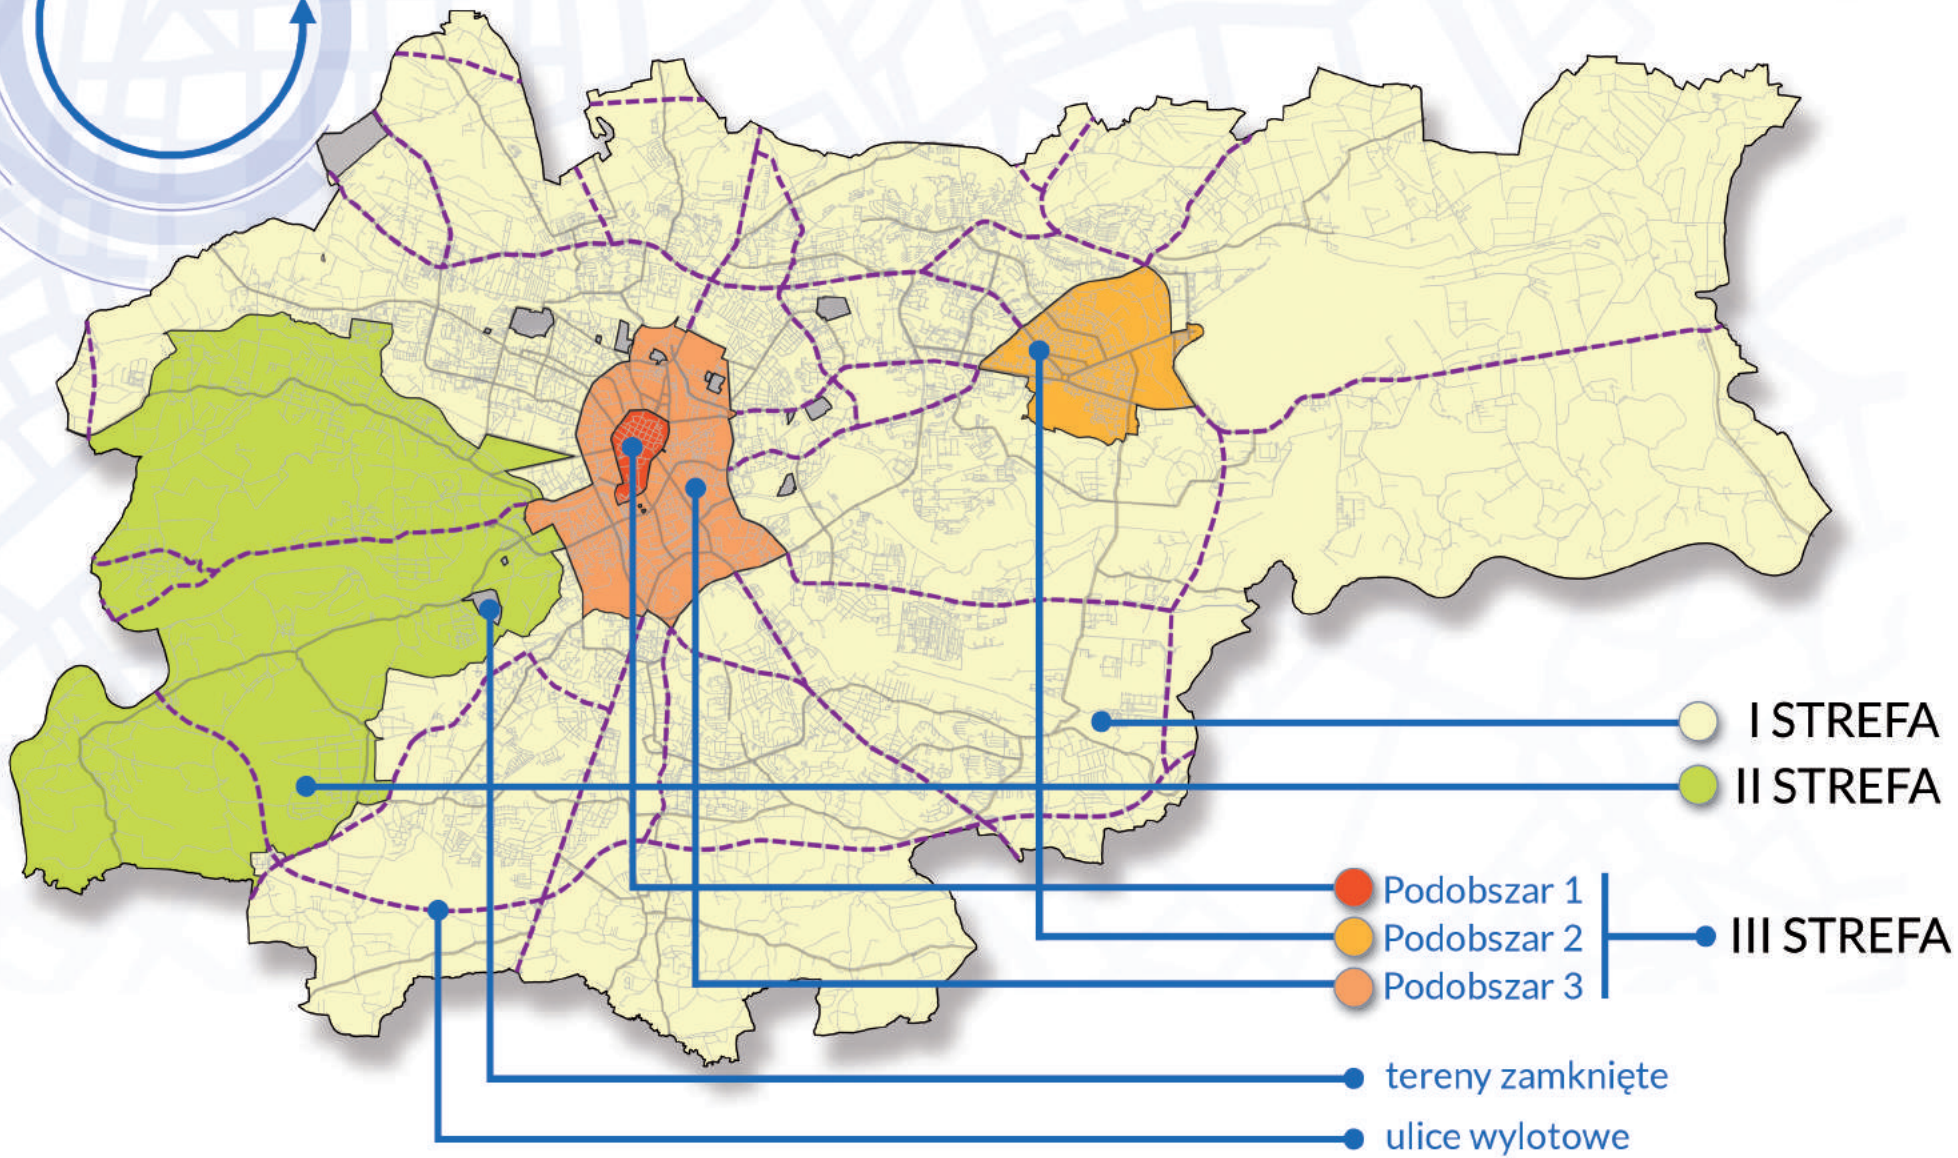 I STREFA
II STREFA
Podobszar 1
Podobszar 2
Podobszar 3
III STREFA
tereny zamknięte
ulice wylotowe